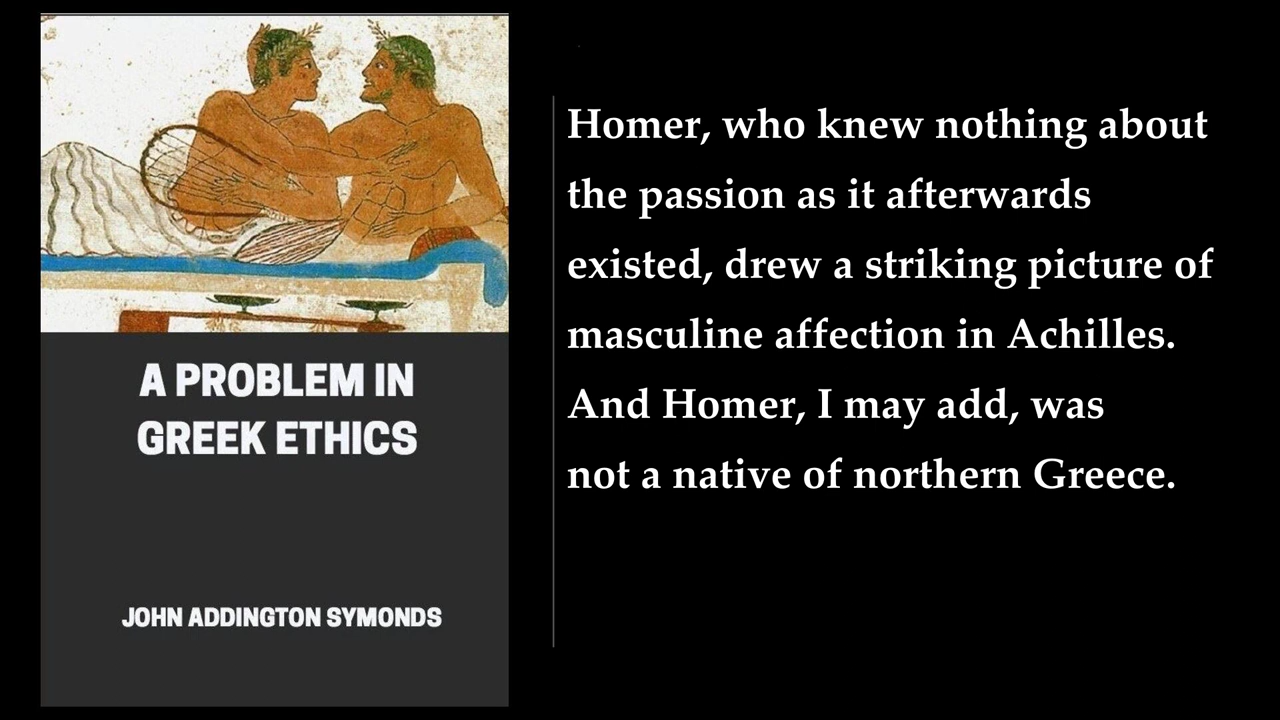 A PROBLEM IN
GREEK ETHICS
JOHN ADDINGTON SYMONDS
Homer, who knew nothing about
the passion as it afterwards
existed, drew a striking picture of
masculine affection in Achilles.
And Homer, I may add, was
not a native of northern Greece.